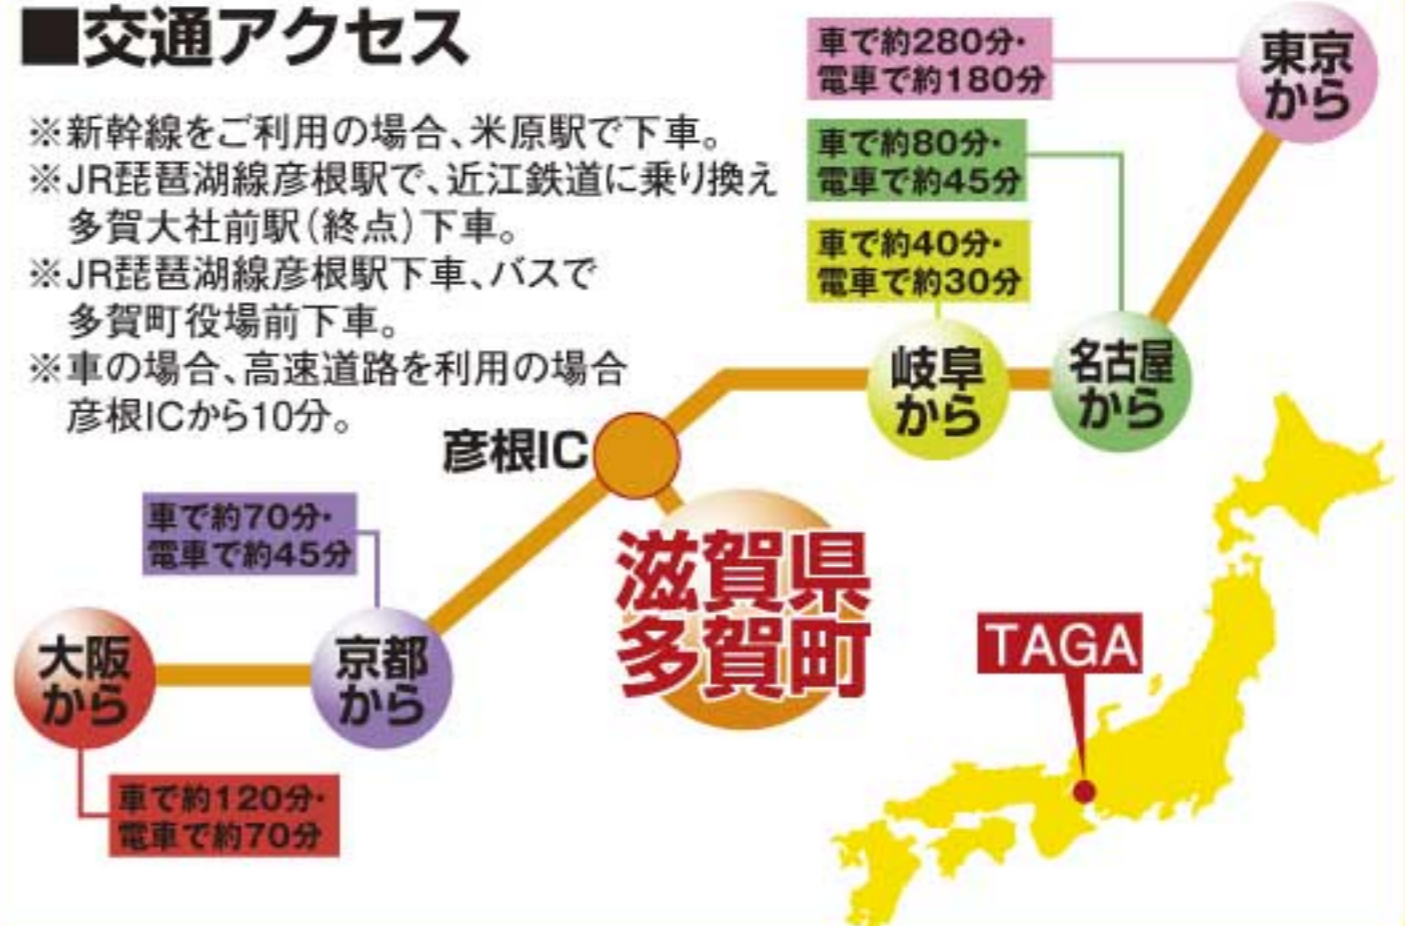 ■交通アクセス
※新幹線をご利用の場合、米原駅で下車。
※JR琵琶湖線彦根駅で、近江鉄道に乗り換え
多賀大社前駅（終点）下車。
※JR琵琶湖線彦根駅下車、バスで
多賀町役場前下車。
※車の場合、高速道路を利用の場合
彦根ICから10分。
車で約280分・
電車で約180分
東京
から
車で約80分・
電車で約45分
名古屋
から
車で約40分・
電車で約30分
岐阜
から
彦根IC
滋賀県
多賀町
車で約70分・
電車で約45分
京都
から
大阪
から
車で約120分・
電車で約70分
TAGA